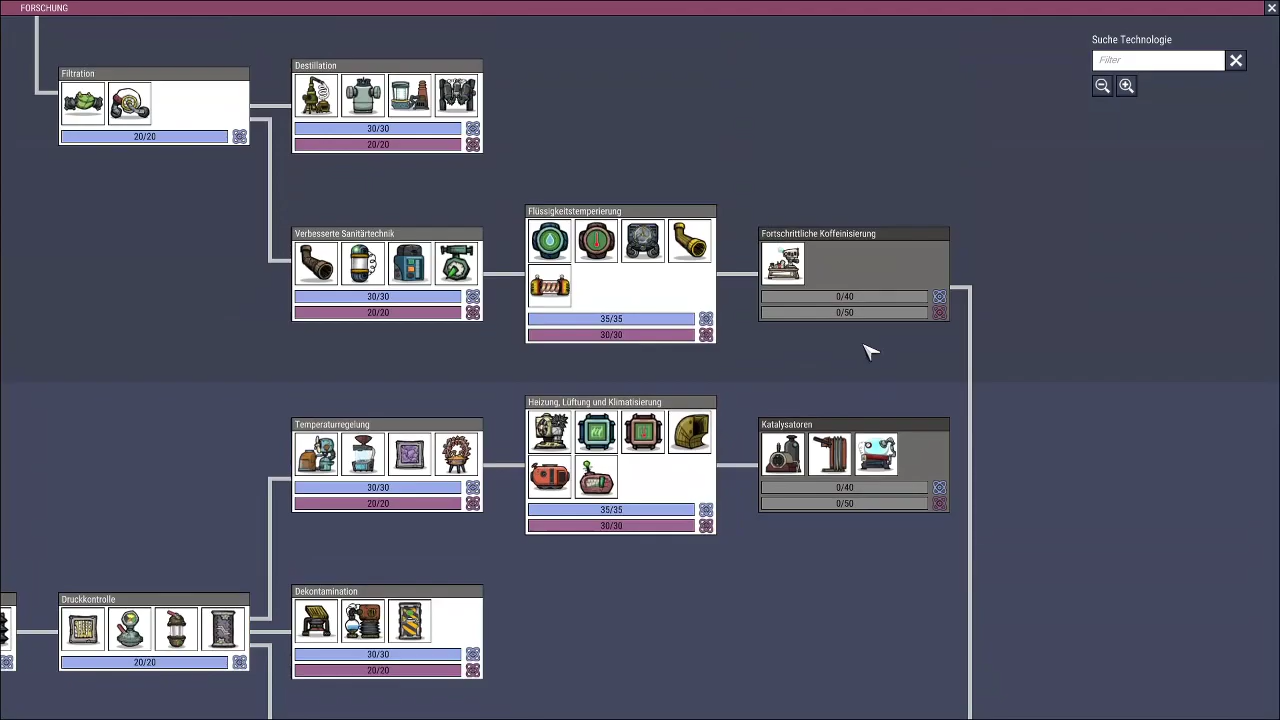 FORSCHUNG
Suche Technologie
Filter
Filtration
20/20
Destillation
30/30
20/20
Verbesserte Sanitärtechnik
30/30
20/20
Flüssigkeitstemperierung
35/35
30/30
Fortschrittliche Koffeinisierung
0/40
0/50
Temperaturregelung
30/30
20/20
Heizung, Lüftung und Klimatisierung
35/35
30/30
Katalysatoren
0/40
0/50
Druckkontrolle
20/20
Dekontamination
30/30
20/20